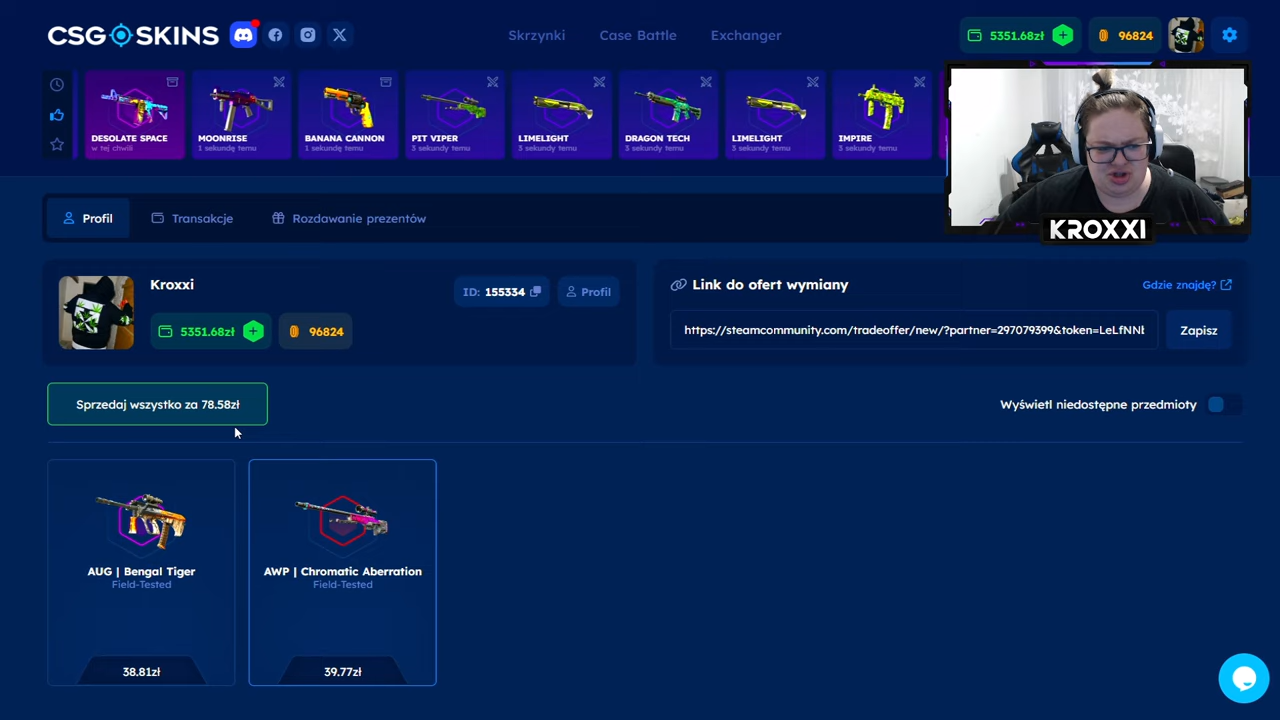 CSG SKINS
Skrzynki
Case Battle
Exchanger
5351.68zł
96824
DESOLATE SPACE
w tej chwili
MOONRISE
1 sekundę temu
BANANA CANNON
1 sekundę temu
PIT VIPER
3 sekundy temu
LIMELIGHT
3 sekundy temu
DRAGON TECH
3 sekundy temu
LIMELIGHT
3 sekundy temu
IMPIRE
3 sekundy temu
KROXXI
Profil
Transakcje
Rozdawanie prezentów
Kroxxi
ID: 155334
Profil
5351.68zł
96824
Link do ofert wymiany
Gdzie znajdę?
https://steamcommunity.com/tradeoffer/new/?partner=297079399&token=LeLfNNb
Zapisz
Sprzedaj wszystko za 78.58zł
Wyświetl niedostępne przedmioty
AUG | Bengal Tiger
Field-Tested
38.81zł
AWP | Chromatic Aberration
Field-Tested
39.77zł